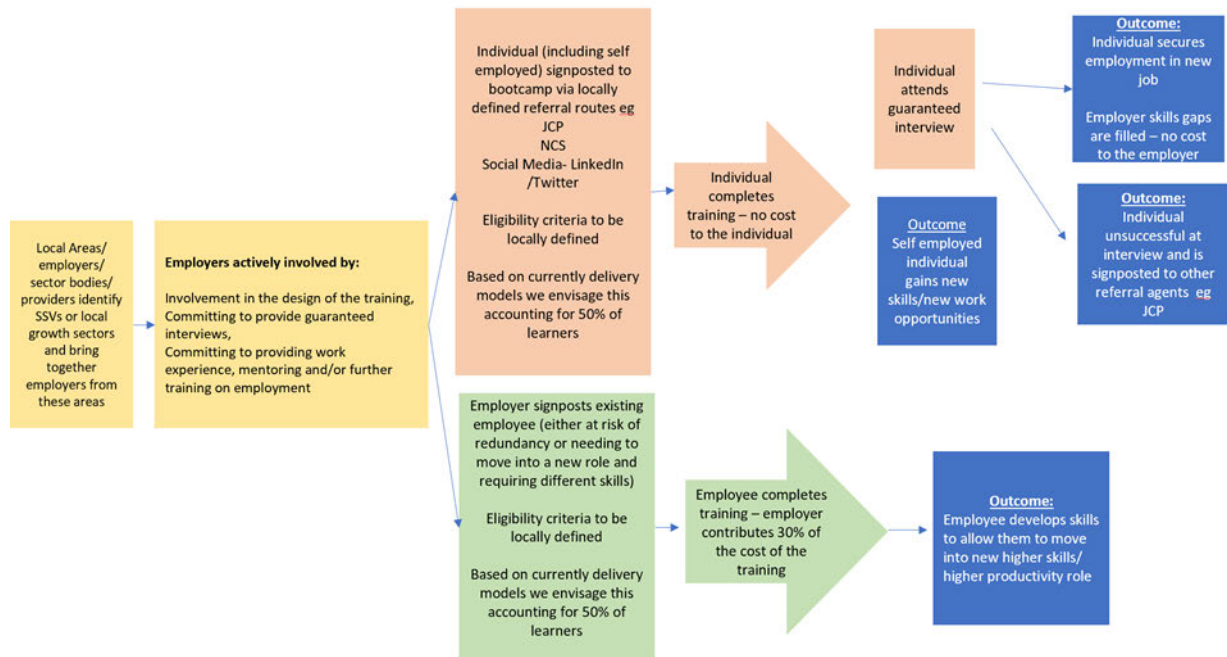 Local Areas/
employers/
sector bodies/
providers identify
SSVs or local
growth sectors
and bring
together
employers from
these areas
Employers actively involved by:
Involvement in the design of the training,
Committing to provide guaranteed
interviews,
Committing to providing work
experience, mentoring and/or further
training on employment
Individual (including self
employed) signposted to
bootcamp via locally
defined referral routes eg
JCP
NCS
Social Media- LinkedIn
/Twitter
Eligibility criteria to be
locally defined
Based on currently delivery
models we envisage this
accounting for 50% of
learners
Individual
completes
training – no cost
to the individual
Individual
attends
guaranteed
interview
Outcome:
Individual secures
employment in new
job
Employer skills gaps
are filled – no cost
to the employer
Outcome
Self employed
individual
gains new
skills/new work
opportunities
Outcome:
Individual
unsuccessful at
interview and is
signposted to other
referral agents eg
JCP
Employer signposts existing
employee (either at risk of
redundancy or needing to
move into a new role and
requiring different skills)
Eligibility criteria to be
locally defined
Based on currently delivery
models we envisage this
accounting for 50% of
learners
Employee completes
training – employer
contributes 30% of
the cost of the
training
Outcome:
Employee develops skills
to allow them to move
into new higher skills/
higher productivity role